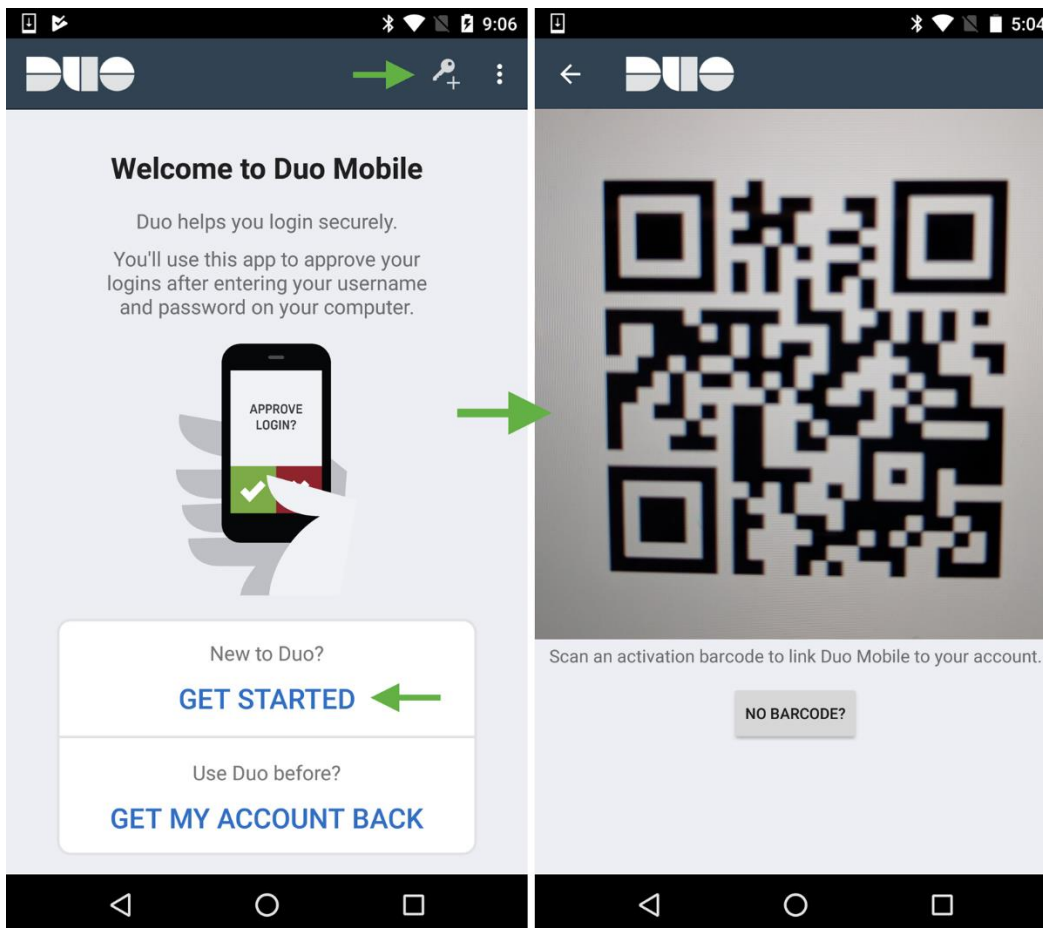 9:06
DUO
Welcome to Duo Mobile
Duo helps you login securely.
You'll use this app to approve your
logins after entering your username
and password on your computer.
APPROVE
LOGIN?
New to Duo?
GET STARTED
Use Duo before?
GET MY ACCOUNT BACK
5:04
DUO
Scan an activation barcode to link Duo Mobile to your account.
NO BARCODE?